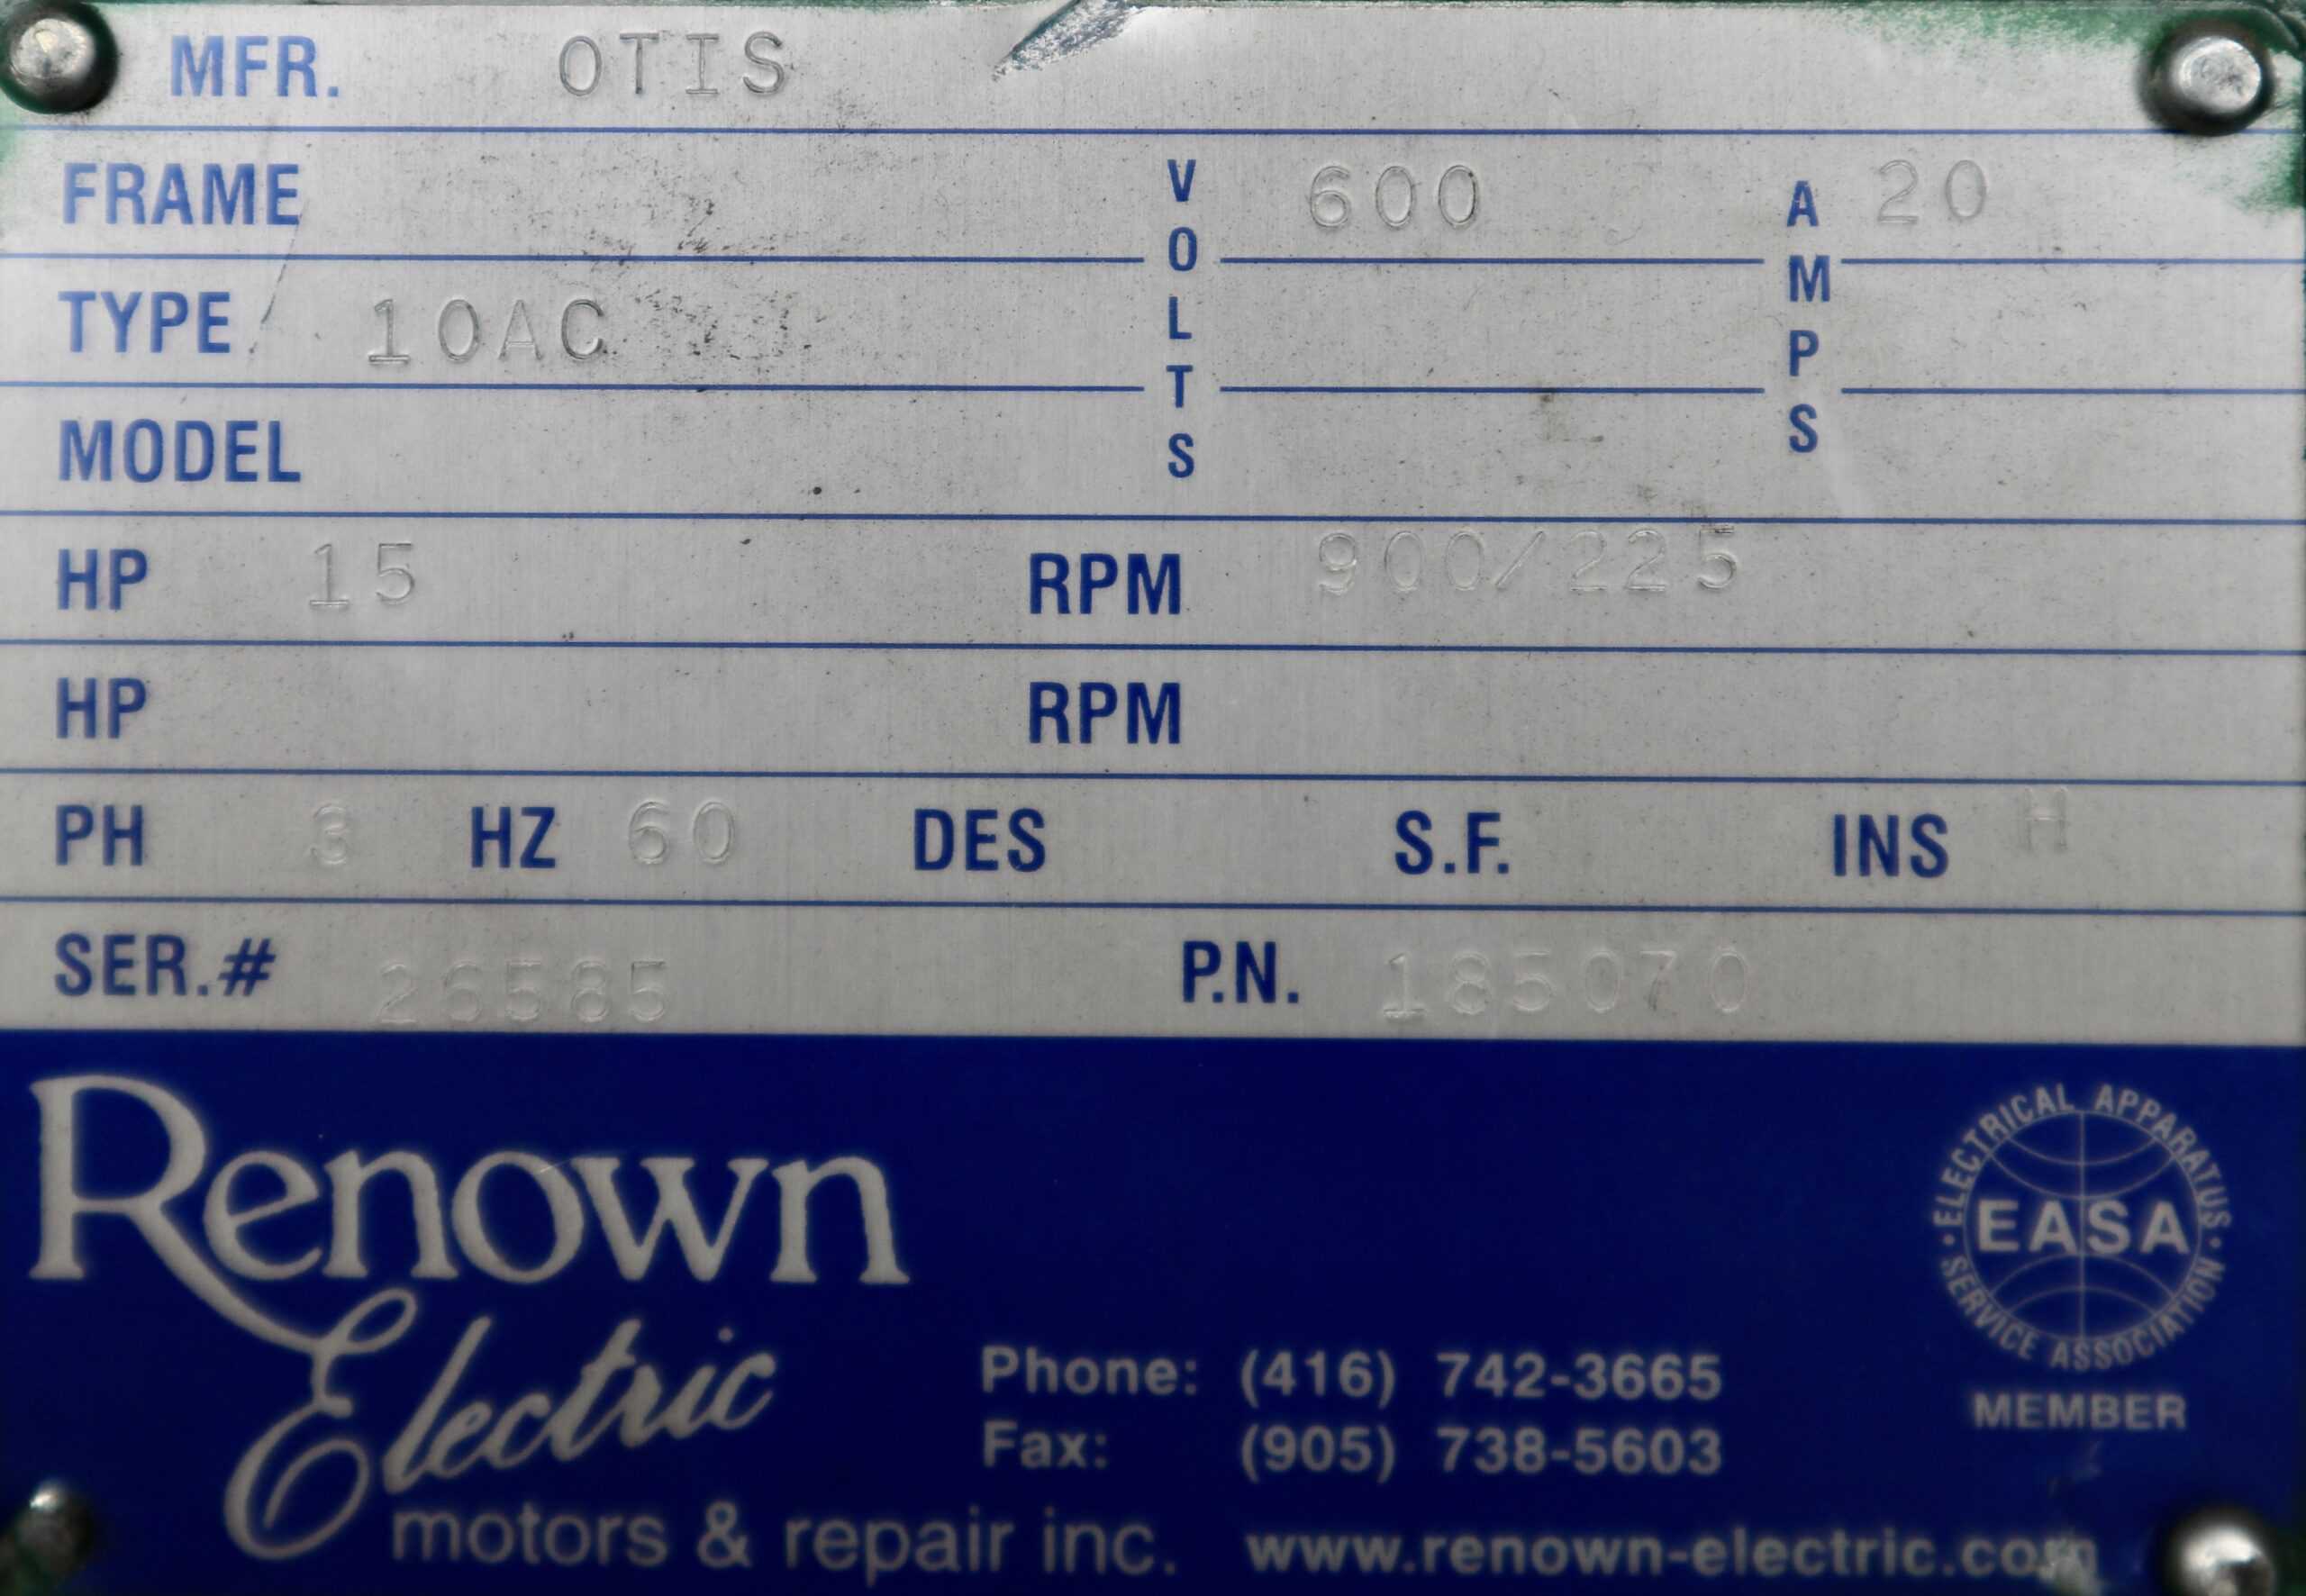 MFR. OTIS
FRAME VOLTS 600 AMPS 20
TYPE 10AC
MODEL
HP 15 RPM 900/225
HP RPM
PH 3 HZ 60 DES S.F. INS H
SER.# 26585 P.N. 185070
Renown
Electric
motors & repair inc.
Phone: (416) 742-3665
Fax: (905) 738-5603
www.renown-electric.com
ELECTRICAL APPARATUS
EASA
SERVICE ASSOCIATION
MEMBER